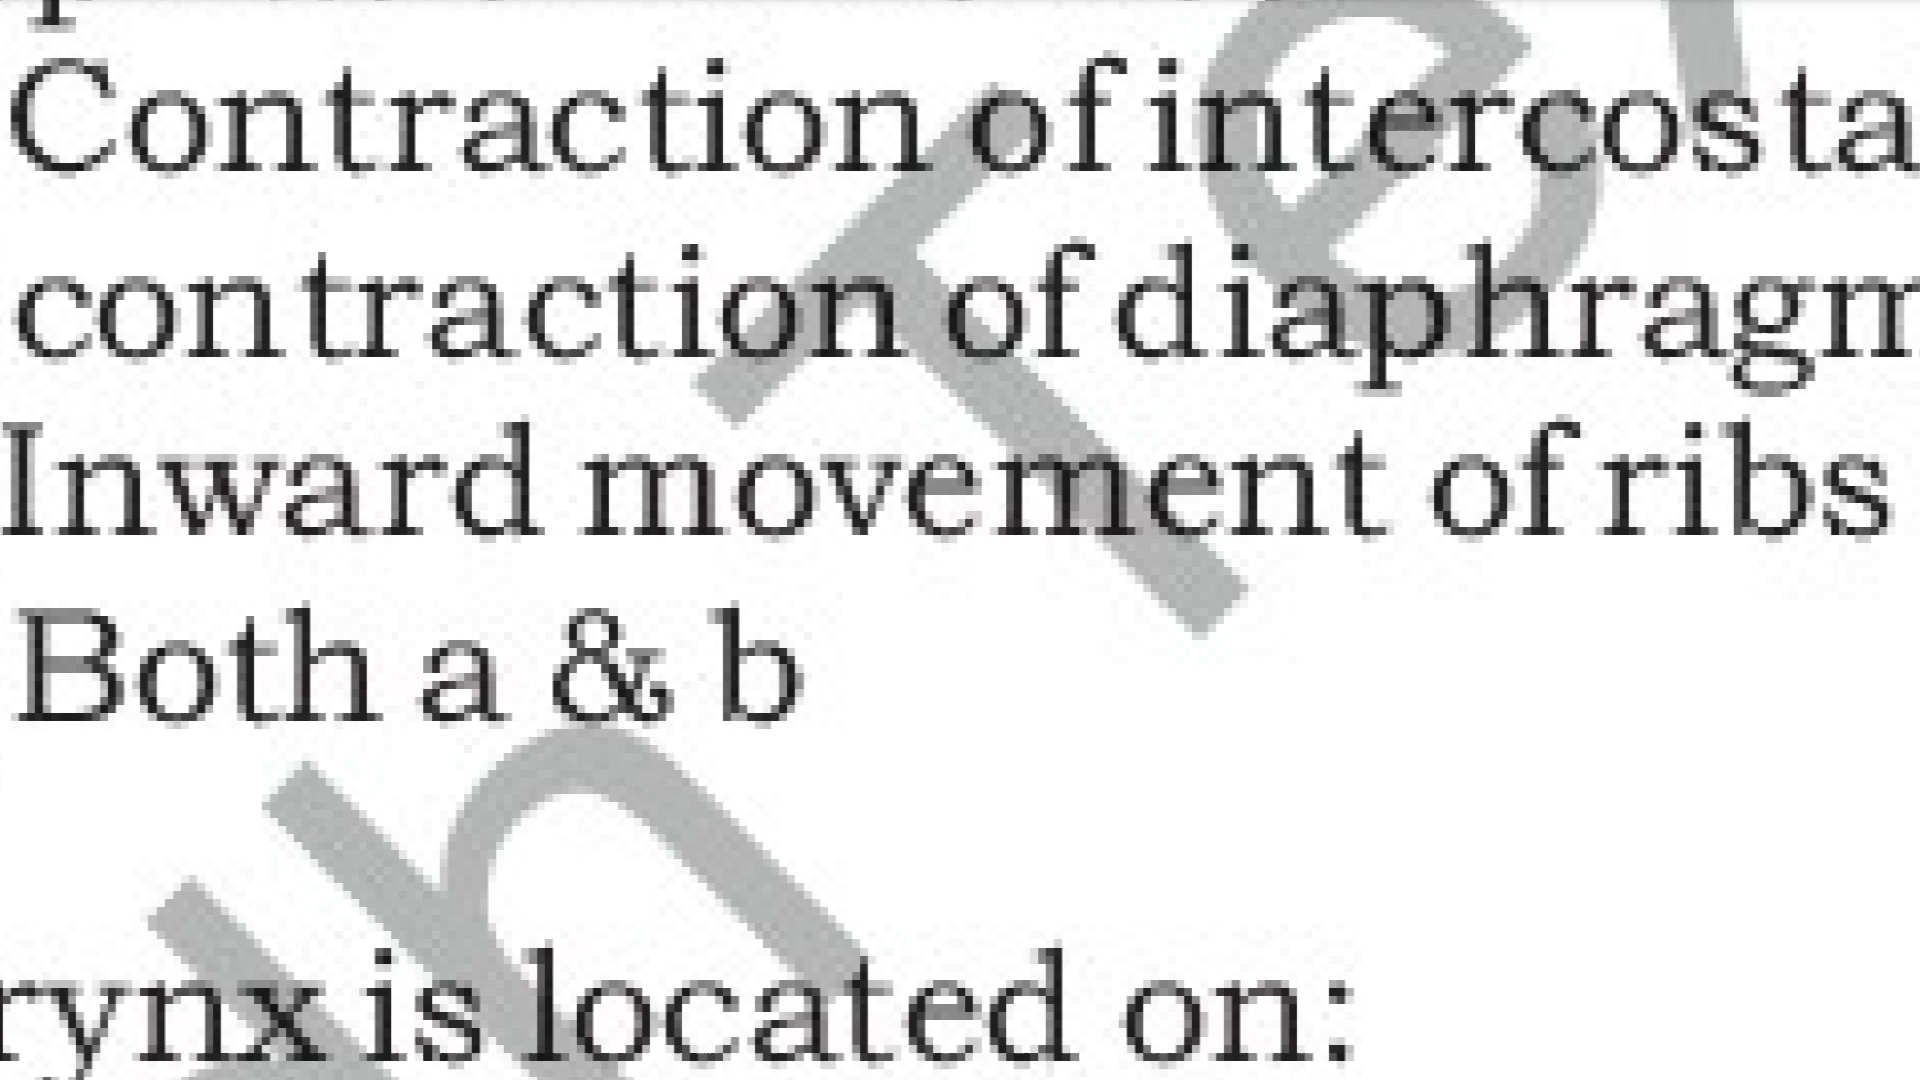 Contraction of intercosta
contraction of diaphragm
Inward movement of ribs
Both a & b
rynx is located on: